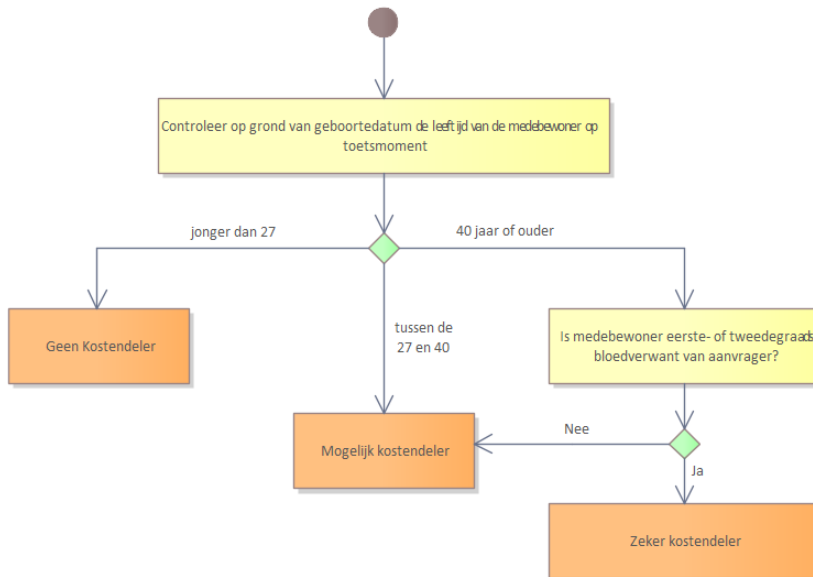 Controleer op grond van geboortedatum de leeftijd van de medebewoner op
toetsmoment
jonger dan 27
40 jaar of ouder
Geen Kostendeler
tussen de
27 en 40
Is medebewoner eerste- of tweedegraads
bloedverwant van aanvrager?
Mogelijk kostendeler
Nee
Ja
Zeker kostendeler